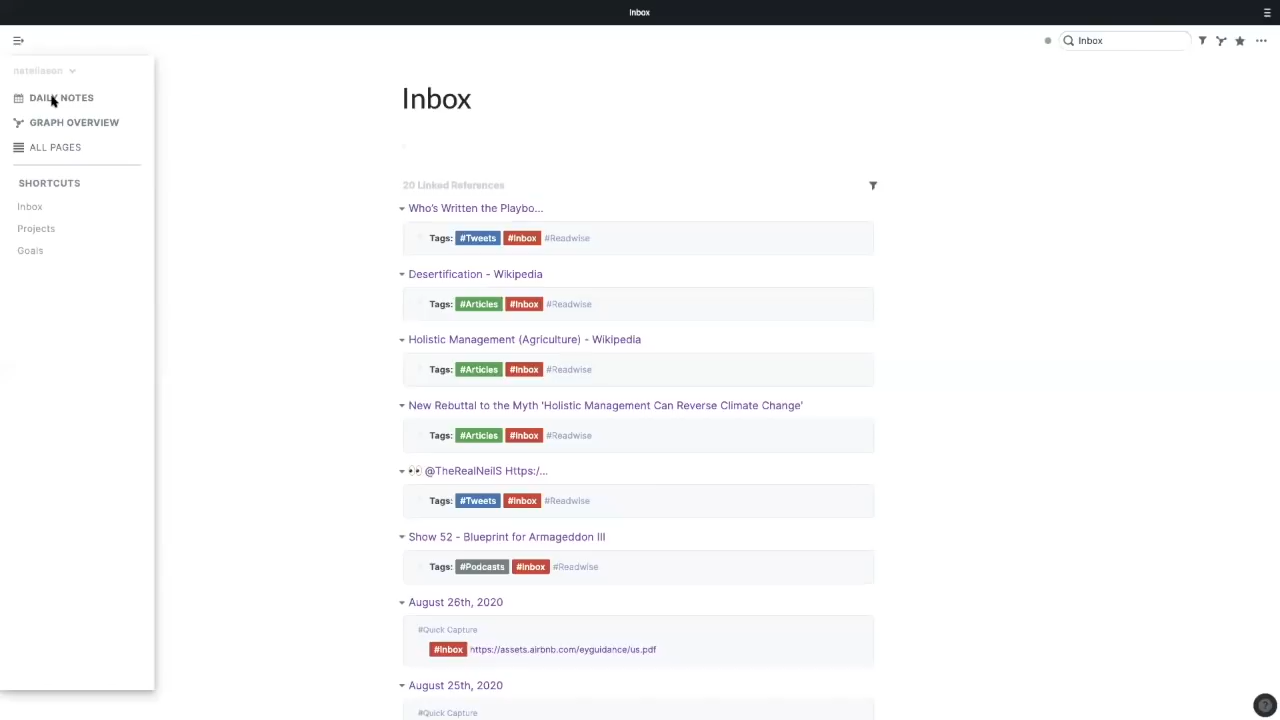 Inbox
Inbox
nateliason
DAILY NOTES
GRAPH OVERVIEW
ALL PAGES
SHORTCUTS
Inbox
Projects
Goals
Inbox
20 Linked References
Who's Written the Playbo...
Tags: #Tweets #Inbox #Readwise
Desertification - Wikipedia
Tags: #Articles #Inbox #Readwise
Holistic Management (Agriculture) - Wikipedia
Tags: #Articles #Inbox #Readwise
New Rebuttal to the Myth 'Holistic Management Can Reverse Climate Change'
Tags: #Articles #Inbox #Readwise
👀 @TheRealNeilS Https:/...
Tags: #Tweets #Inbox #Readwise
Show 52 - Blueprint for Armageddon III
Tags: #Podcasts #Inbox #Readwise
August 26th, 2020
#Quick Capture
#Inbox https://assets.airbnb.com/eyguidance/us.pdf
August 25th, 2020
#Quick Capture